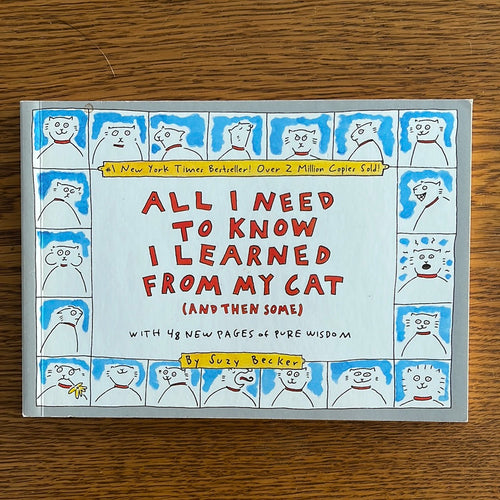 #1 New York Times Bestseller! Over 2 Million Copies Sold!
ALL I NEED
TO KNOW
I LEARNED
FROM MY CAT
(AND THEN SOME)
WITH 48 NEW PAGES of PURE WISDOM
By Suzy Becker